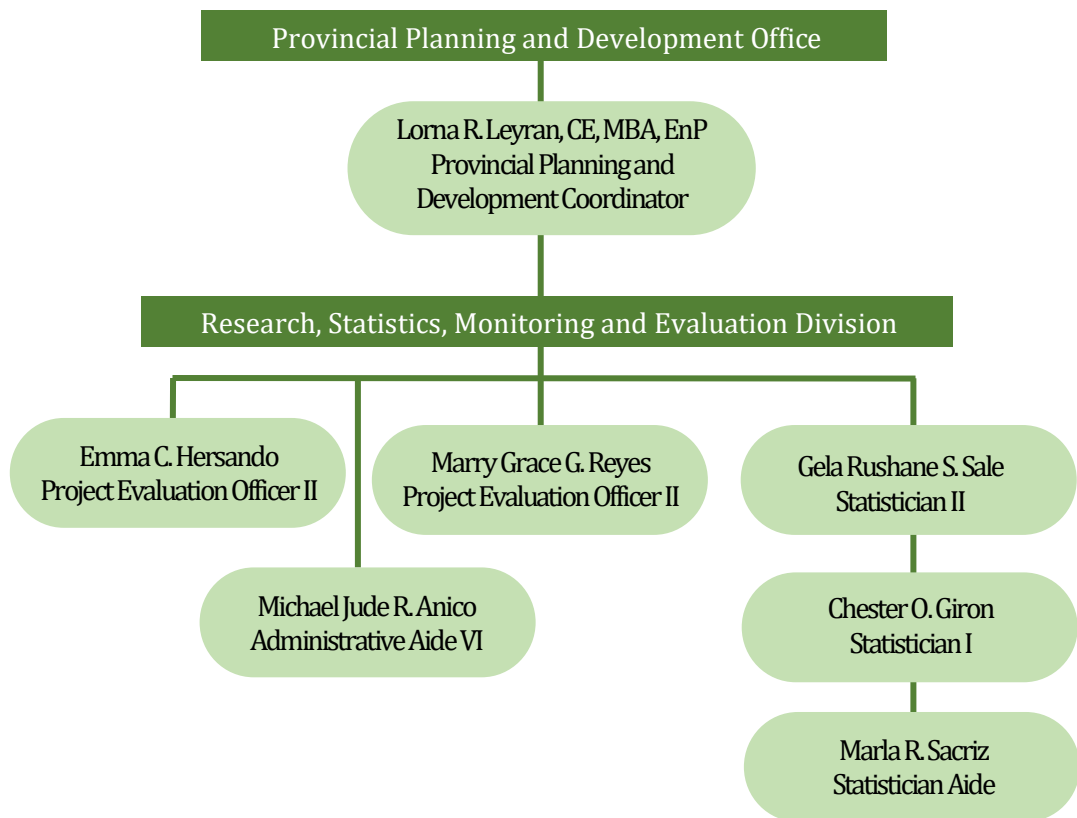 Provincial Planning and Development Office
Lorna R. Leyran, CE, MBA, EnP
Provincial Planning and
Development Coordinator
Research, Statistics, Monitoring and Evaluation Division
Emma C. Hersando
Project Evaluation Officer II
Marry Grace G. Reyes
Project Evaluation Officer II
Gela Rushane S. Sale
Statistician II
Michael Jude R. Anico
Administrative Aide VI
Chester O. Giron
Statistician I
Marla R. Sacriz
Statistician Aide